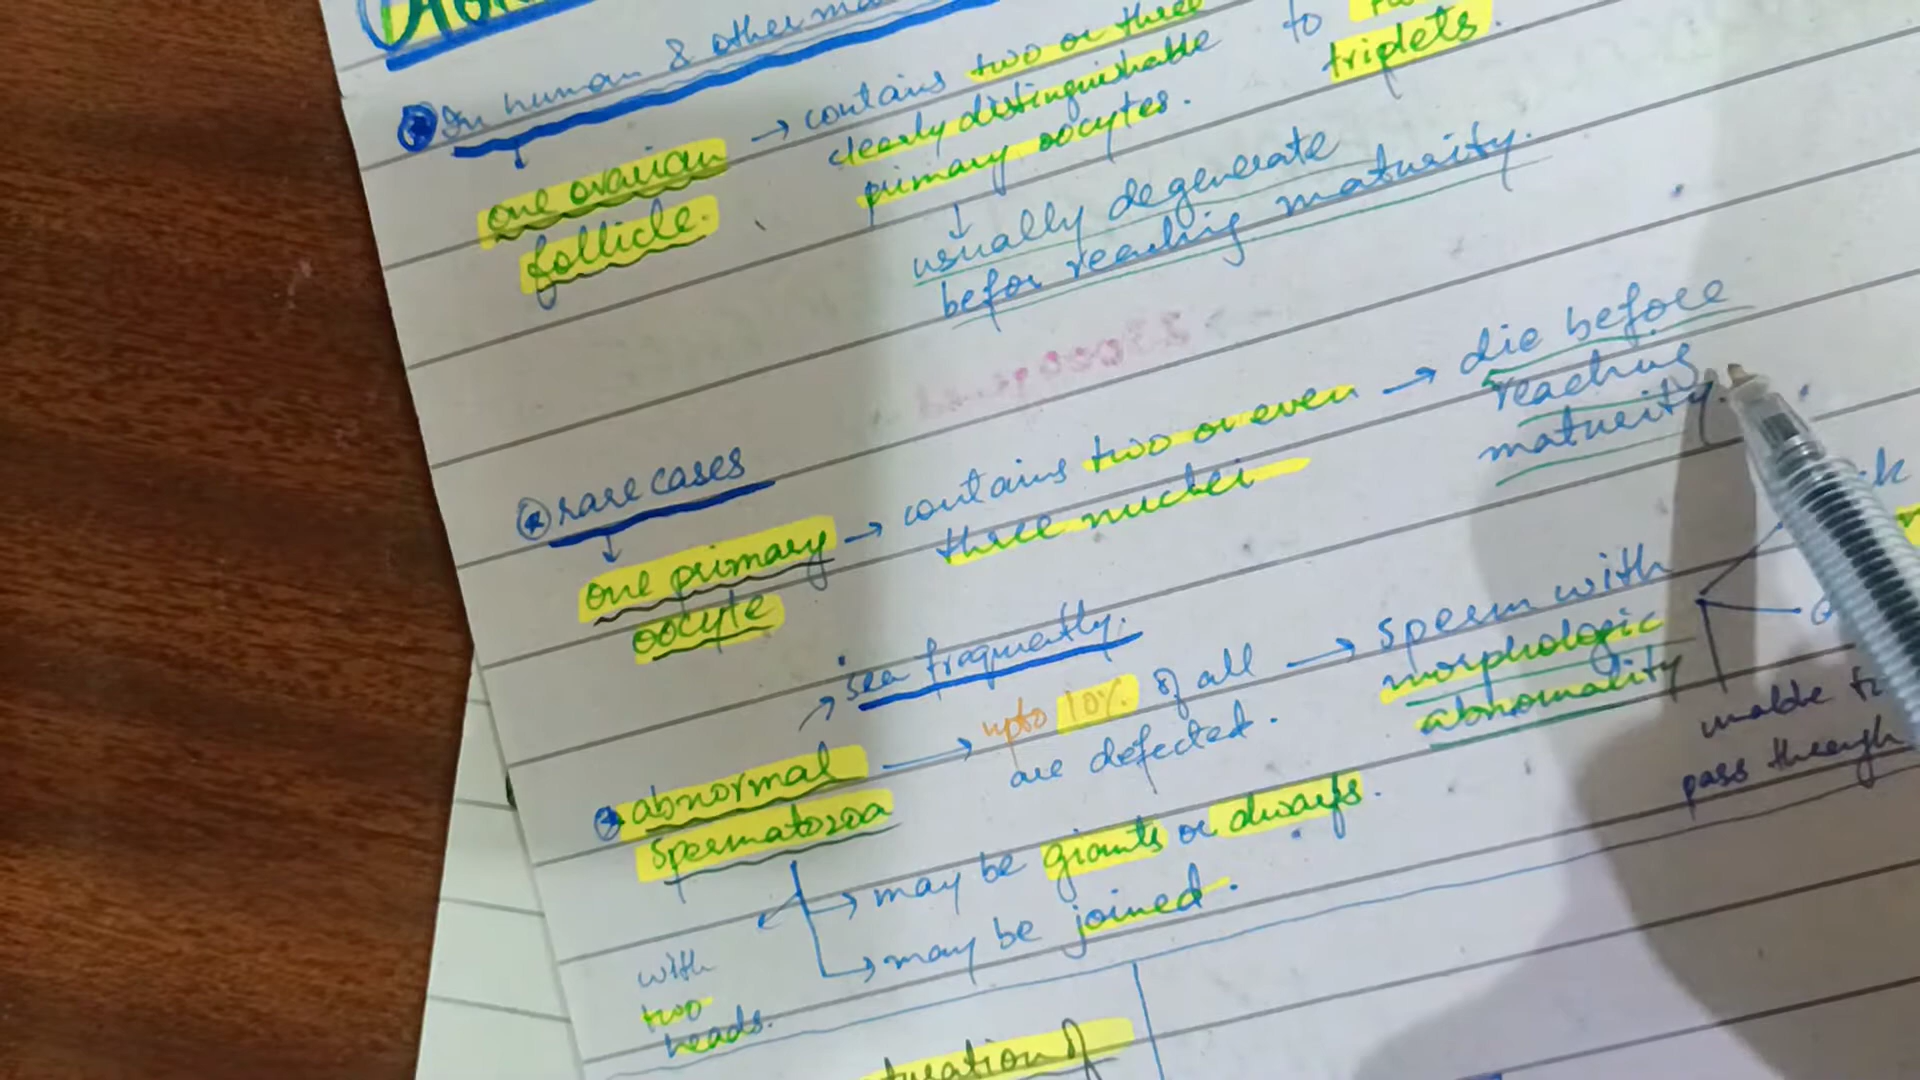 In human & other
one ovarian
follicle.
→ contains two or three
clearly distinguishable
primary oocytes.
to
triplets.
usually degenerate
befor reaching maturity.
rare cases
one primary
oocyte
→ contains two or even
three nuclei
→ die before
reaching
maturity.
abnormal
spermatozoa
sea frequently.
→ upto 10% of all
are defected.
→ sperm with
morphologic
abnormality
unalde to
pass through
→ may be giants or dwarfs.
→ may be joined.
with
two
heads.